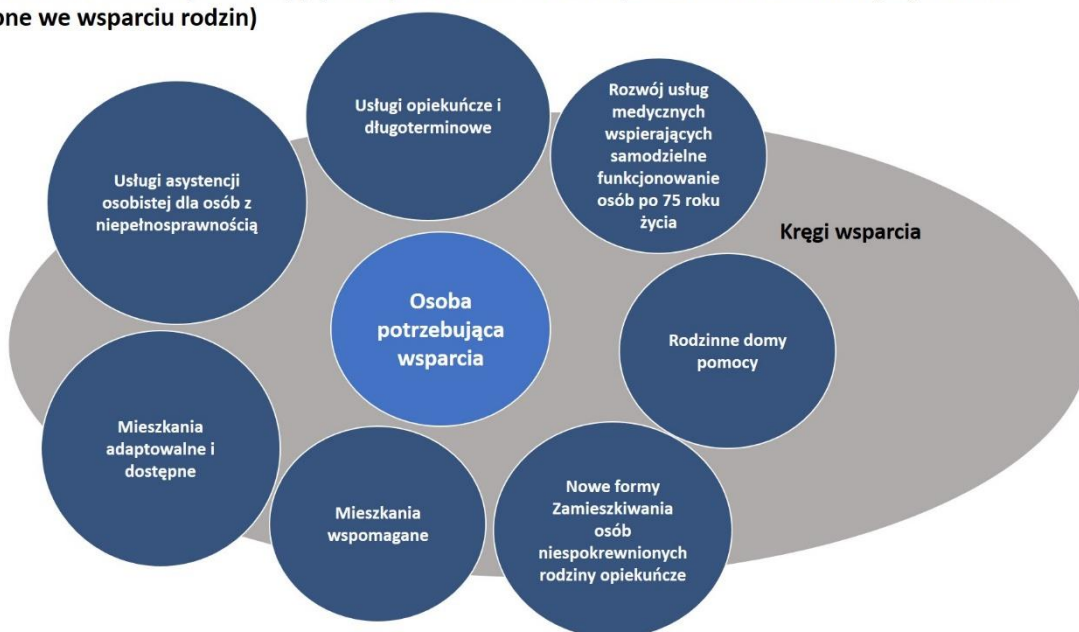 we wsparciu rodzin)
Usługi opiekuńcze i
długoterminowe
Rozwój usług
medycznych
wspierających
samodzielne
funkcjonowanie
osób po 75 roku
życia
Usługi asystencji
osobistej dla osób z
niepełnosprawnością
Kręgi wsparcia
Osoba
potrzebująca
wsparcia
Rodzinne domy
pomocy
Mieszkania
adaptowalne i
dostępne
Mieszkania
wspomagane
Nowe formy
Zamieszkiwania
osób
niespokrewnionych
rodziny opiekuńcze